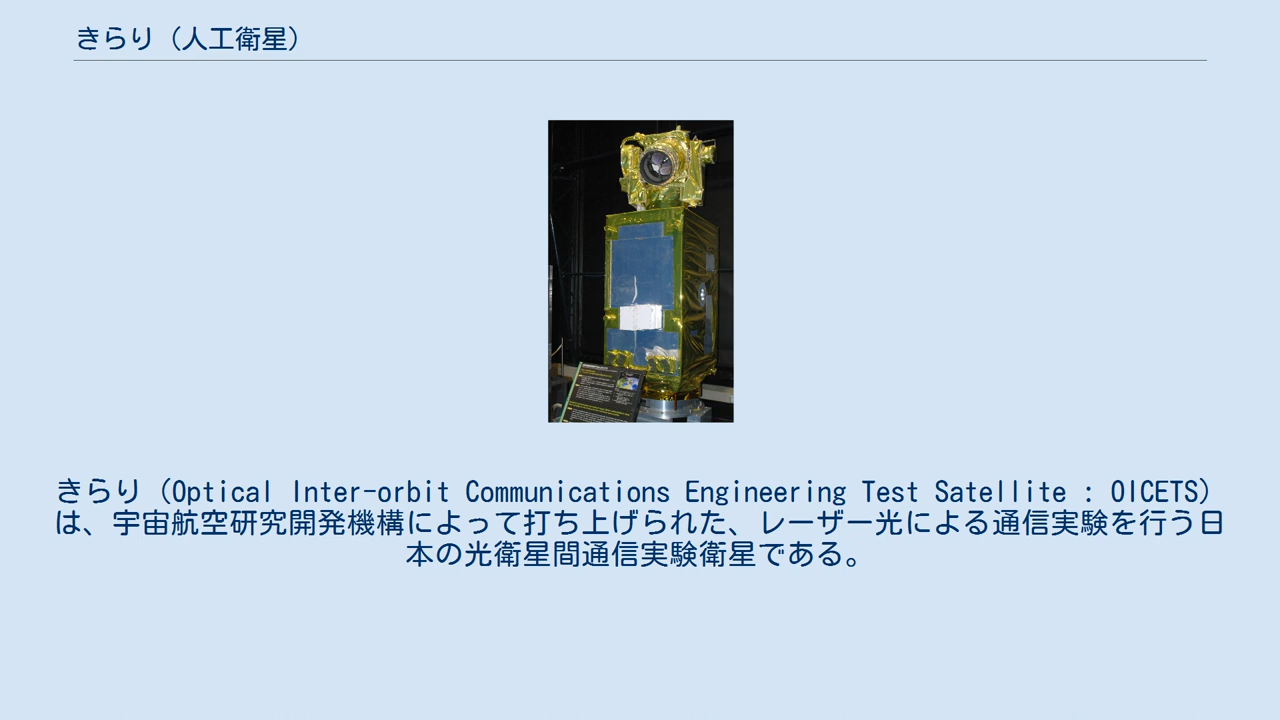 きらり（人工衛星）
きらり（Optical Inter-orbit Communications Engineering Test Satellite : OICETS）
は、宇宙航空研究開発機構によって打ち上げられた、レーザー光による通信実験を行う日
本の光衛星間通信実験衛星である。